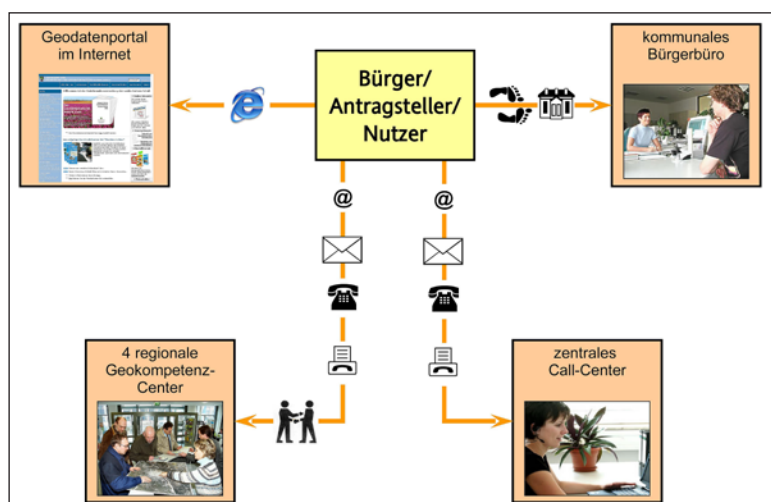 Geodatenportal
im Internet
Bürger/
Antragsteller/
Nutzer
kommunales
Bürgerbüro
@
@
4 regionale
Geokompetenz-
Center
zentrales
Call-Center